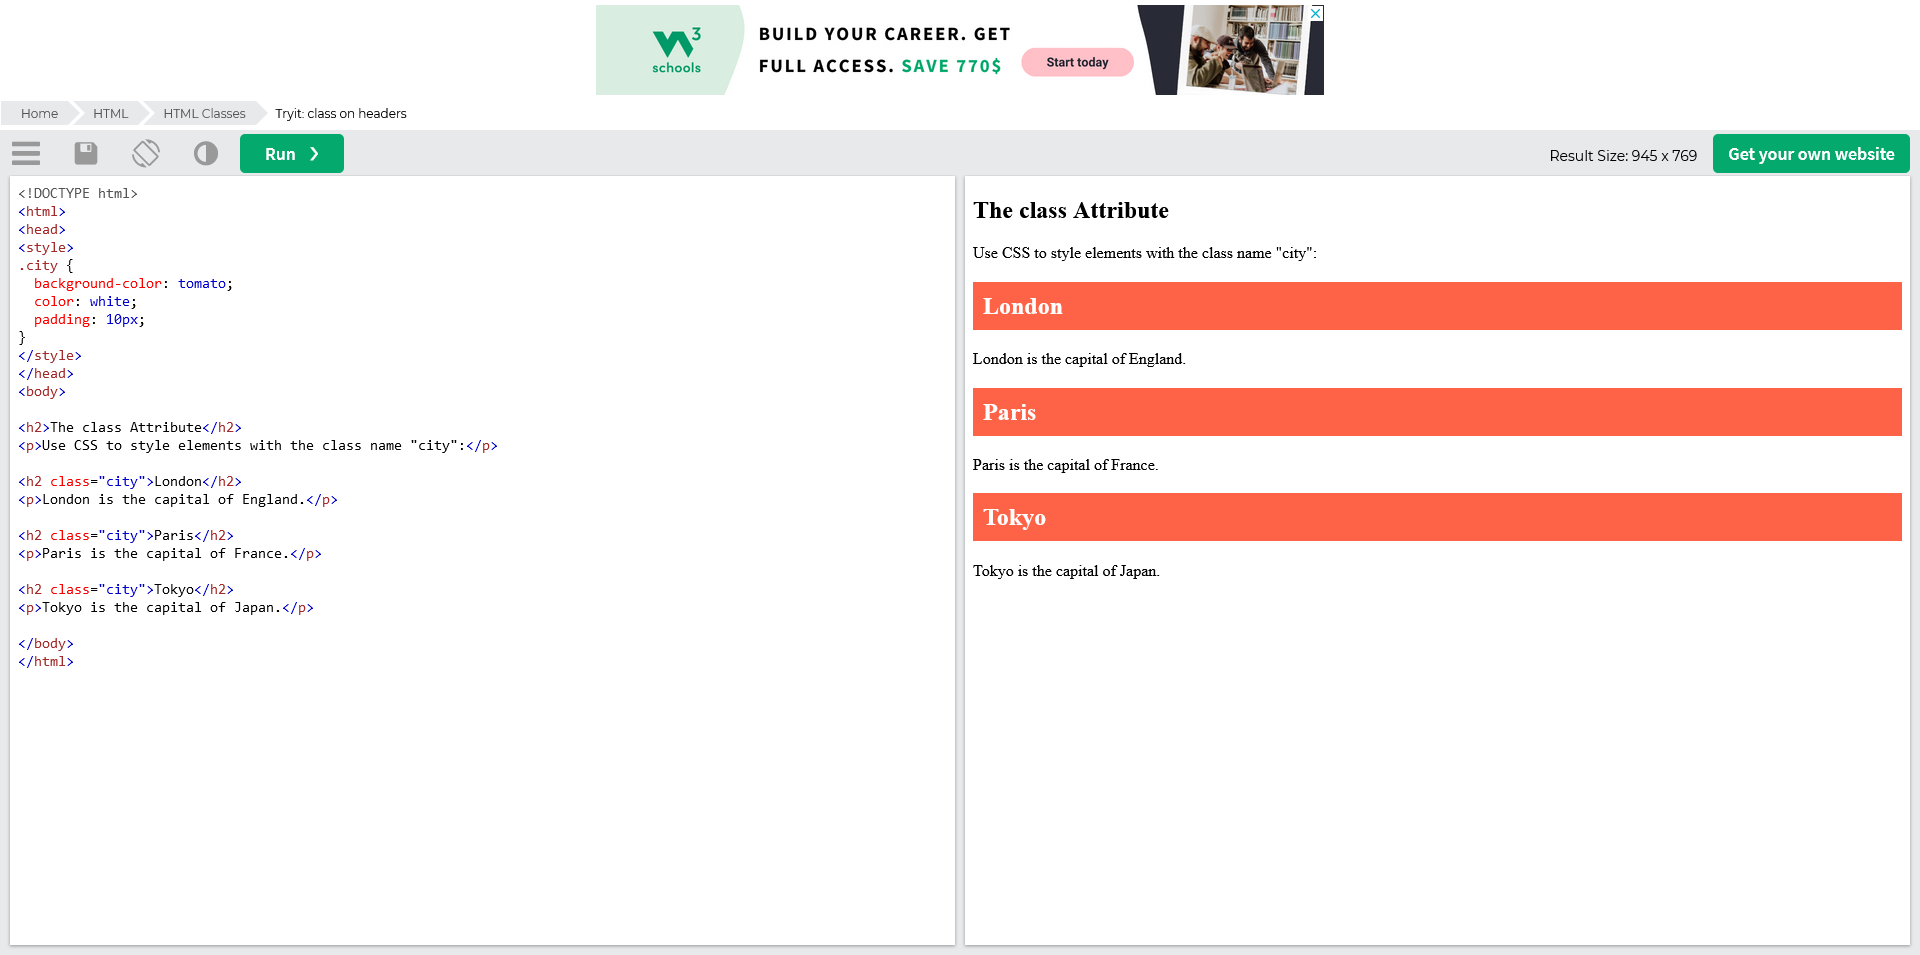 W3
schools
BUILD YOUR CAREER. GET
FULL ACCESS. SAVE 770$
Start today
Home
HTML
HTML Classes
Tryit: class on headers
Run ❯
Result Size: 945 x 769
Get your own website
<!DOCTYPE html>
<html>
<head>
<style>
.city {
  background-color: tomato;
  color: white;
  padding: 10px;
}
</style>
</head>
<body>

<h2>The class Attribute</h2>
<p>Use CSS to style elements with the class name "city":</p>

<h2 class="city">London</h2>
<p>London is the capital of England.</p>

<h2 class="city">Paris</h2>
<p>Paris is the capital of France.</p>

<h2 class="city">Tokyo</h2>
<p>Tokyo is the capital of Japan.</p>

</body>
</html>
The class Attribute
Use CSS to style elements with the class name "city":
London
London is the capital of England.
Paris
Paris is the capital of France.
Tokyo
Tokyo is the capital of Japan.